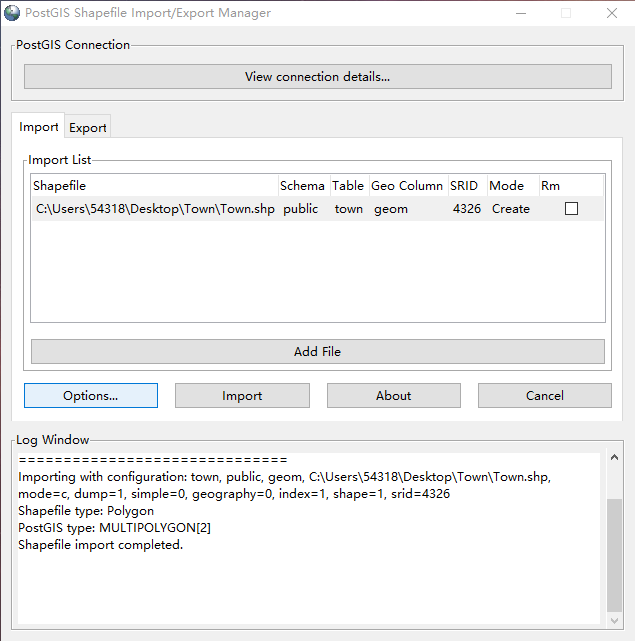 PostGIS Shapefile Import/Export Manager
PostGIS Connection
View connection details...
Import Export
Import List
Shapefile Schema Table Geo Column SRID Mode Rm
C:\Users\54318\Desktop\Town\Town.shp public town geom 4326 Create
Add File
Options... Import About Cancel
Log Window
==============================
Importing with configuration: town, public, geom, C:\Users\54318\Desktop\Town\Town.shp,
mode=c, dump=1, simple=0, geography=0, index=1, shape=1, srid=4326
Shapefile type: Polygon
PostGIS type: MULTIPOLYGON[2]
Shapefile import completed.